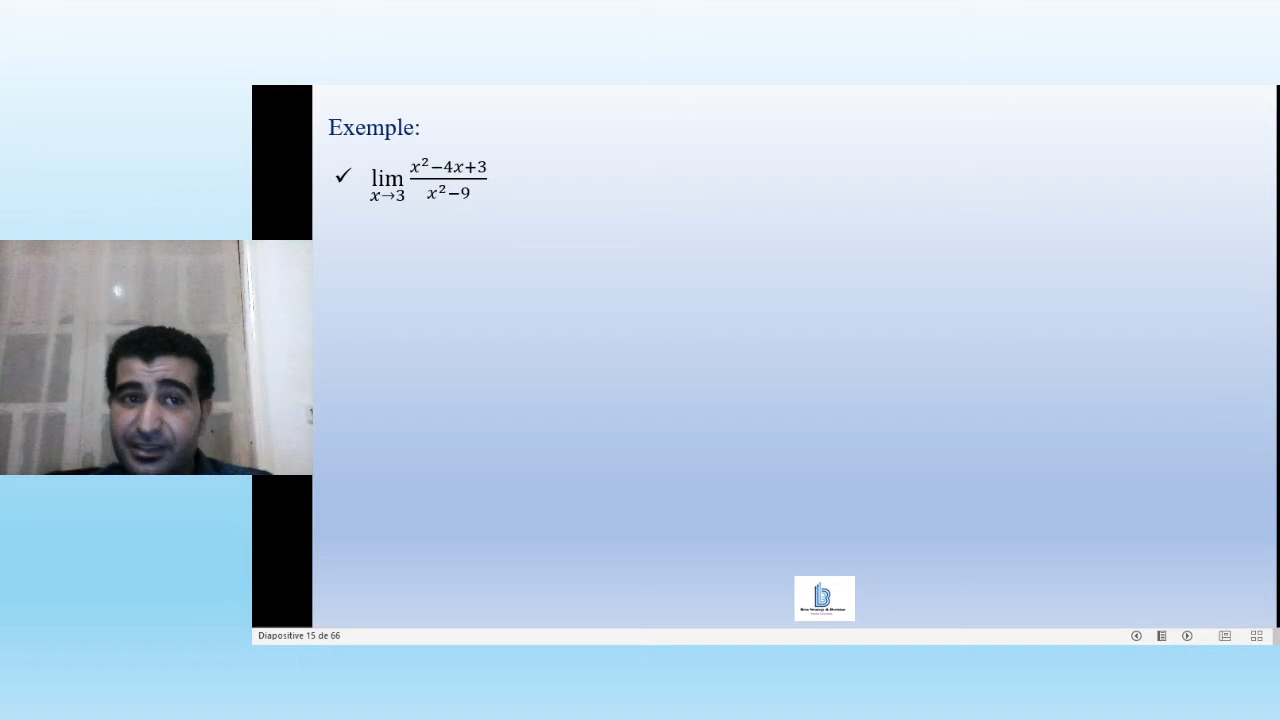 Exemple:
✓ lim x→3 x²−4x+3 / x²−9
Diapositive 15 de 66